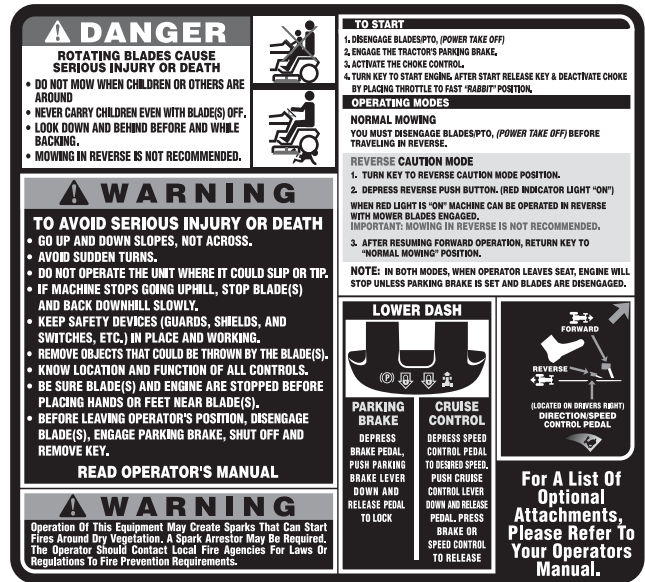 DANGER
ROTATING BLADES CAUSE
SERIOUS INJURY OR DEATH
• DO NOT MOW WHEN CHILDREN OR OTHERS ARE
AROUND
• NEVER CARRY CHILDREN EVEN WITH BLADE(S) OFF.
• LOOK DOWN AND BEHIND BEFORE AND WHILE
BACKING.
• MOWING IN REVERSE IS NOT RECOMMENDED.
WARNING
TO AVOID SERIOUS INJURY OR DEATH
• GO UP AND DOWN SLOPES, NOT ACROSS.
• AVOID SUDDEN TURNS.
• DO NOT OPERATE THE UNIT WHERE IT COULD SLIP OR TIP.
• IF MACHINE STOPS GOING UPHILL, STOP BLADE(S)
AND BACK DOWNHILL SLOWLY.
• KEEP SAFETY DEVICES (GUARDS, SHIELDS, AND
SWITCHES, ETC.) IN PLACE AND WORKING.
• REMOVE OBJECTS THAT COULD BE THROWN BY THE BLADE(S).
• KNOW LOCATION AND FUNCTION OF ALL CONTROLS.
• BE SURE BLADE(S) AND ENGINE ARE STOPPED BEFORE
PLACING HANDS OR FEET NEAR BLADE(S).
• BEFORE LEAVING OPERATOR'S POSITION, DISENGAGE
BLADE(S), ENGAGE PARKING BRAKE, SHUT OFF AND
REMOVE KEY.
READ OPERATOR'S MANUAL
WARNING
Operation Of This Equipment May Create Sparks That Can Start
Fires Around Dry Vegetation. A Spark Arrestor May Be Required.
The Operator Should Contact Local Fire Agencies For Laws Or
Regulations To Fire Prevention Requirements.
TO START
1. DISENGAGE BLADES/PTO, (POWER TAKE OFF)
2. ENGAGE THE TRACTOR'S PARKING BRAKE.
3. ACTIVATE THE CHOKE CONTROL.
4. TURN KEY TO START ENGINE. AFTER START RELEASE KEY & DEACTIVATE CHOKE
BY PLACING THROTTLE TO FAST "RABBIT" POSITION.
OPERATING MODES
NORMAL MOWING
YOU MUST DISENGAGE BLADES/PTO, (POWER TAKE OFF) BEFORE
TRAVELING IN REVERSE.
REVERSE CAUTION MODE
1. TURN KEY TO REVERSE CAUTION MODE POSITION.
2. DEPRESS REVERSE PUSH BUTTON. (RED INDICATOR LIGHT "ON")
WHEN RED LIGHT IS "ON" MACHINE CAN BE OPERATED IN REVERSE
WITH MOWER BLADES ENGAGED.
IMPORTANT: MOWING IN REVERSE IS NOT RECOMMENDED.
3. AFTER RESUMING FORWARD OPERATION, RETURN KEY TO
"NORMAL MOWING" POSITION.
NOTE: IN BOTH MODES, WHEN OPERATOR LEAVES SEAT, ENGINE WILL
STOP UNLESS PARKING BRAKE IS SET AND BLADES ARE DISENGAGED.
LOWER DASH
P
PARKING
BRAKE
DEPRESS
BRAKE PEDAL,
PUSH PARKING
BRAKE LEVER
DOWN AND
RELEASE PEDAL
TO LOCK
CRUISE
CONTROL
DEPRESS SPEED
CONTROL PEDAL
TO DESIRED SPEED.
PUSH CRUISE
CONTROL LEVER
DOWN AND RELEASE
PEDAL. PRESS
BRAKE OR
SPEED CONTROL
TO RELEASE
FORWARD
REVERSE
(LOCATED ON DRIVERS RIGHT)
DIRECTION/SPEED
CONTROL PEDAL
For A List Of
Optional
Attachments,
Please Refer To
Your Operators
Manual.